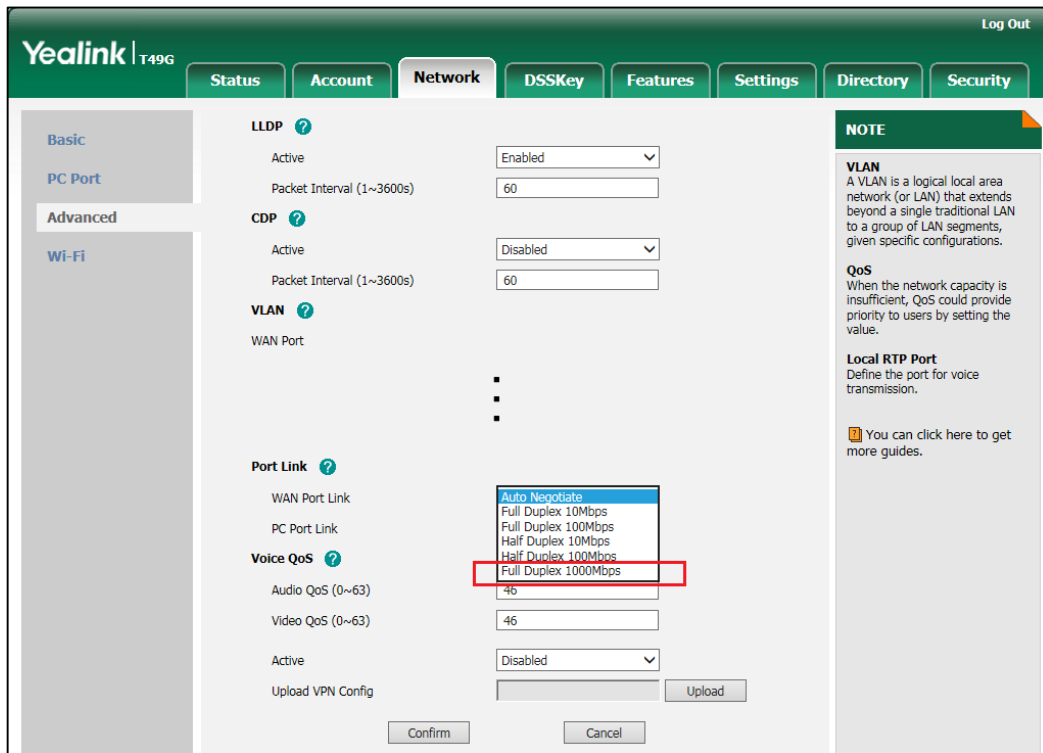 Log Out
Yealink | T49G
Status Account Network DSSKey Features Settings Directory Security
Basic
PC Port
Advanced
Wi-Fi
LLDP ?
Active Enabled
Packet Interval (1~3600s) 60
CDP ?
Active Disabled
Packet Interval (1~3600s) 60
VLAN ?
WAN Port
Port Link ?
WAN Port Link Auto Negotiate
Full Duplex 10Mbps
Full Duplex 100Mbps
PC Port Link
Half Duplex 10Mbps
Half Duplex 100Mbps
Voice QoS ?
Full Duplex 1000Mbps
Audio QoS (0~63) 46
Video QoS (0~63) 46
Active Disabled
Upload VPN Config Upload
Confirm Cancel
NOTE
VLAN
A VLAN is a logical local area
network (or LAN) that extends
beyond a single traditional LAN
to a group of LAN segments,
given specific configurations.
QoS
When the network capacity is
insufficient, QoS could provide
priority to users by setting the
value.
Local RTP Port
Define the port for voice
transmission.
? You can click here to get
more guides.